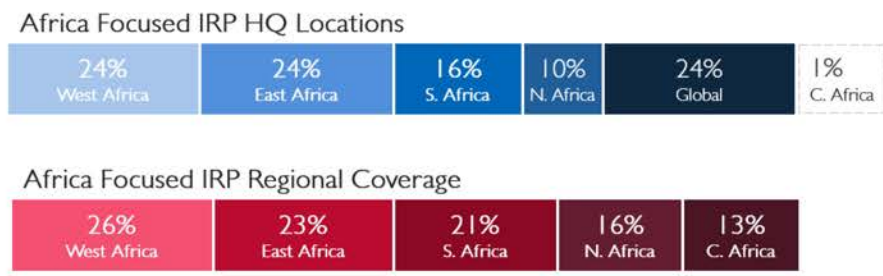 Africa Focused IRP HQ Locations
24% 24% 16% 10% 24% 1%
West Africa East Africa S. Africa N. Africa Global C. Africa
Africa Focused IRP Regional Coverage
26% 23% 21% 16% 13%
West Africa East Africa S. Africa N. Africa C. Africa